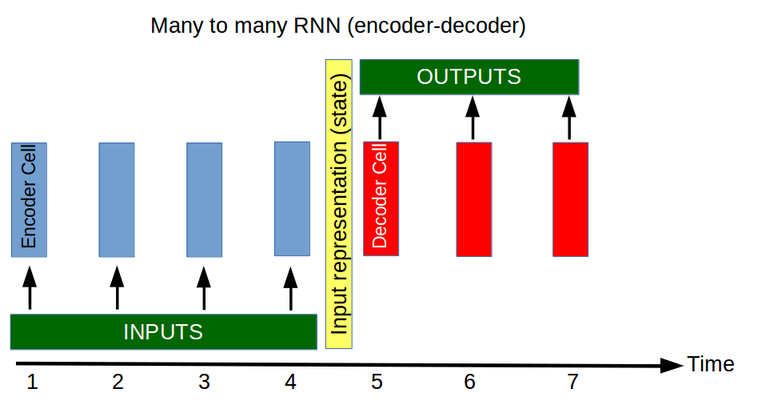 Many to many RNN (encoder-decoder)
OUTPUTS
Input representation (state)
Encoder Cell
Decoder Cell
INPUTS
Time
1 2 3 4 5 6 7